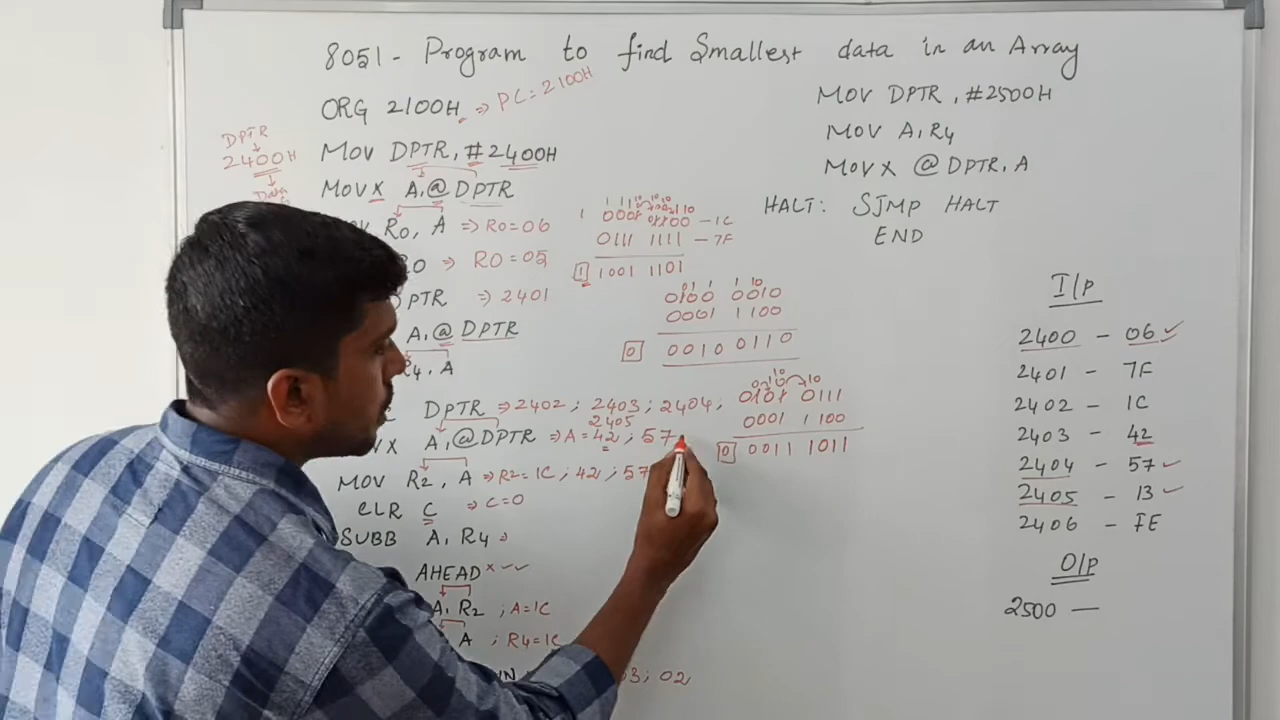 8051 - Program to find Smallest data in an Array
ORG 2100H. => PC = 2100H
DPTR
2400H
Data
MOV DPTR, # 2400H
MOVX A, @ DPTR
R0, A => R0 = 06
R0 => R0 = 05
PTR => 2401
A, @ DPTR
R4, A
DPTR => 2402 ; 2403 ; 2404 ;
2405
X A, @ DPTR => A = 42 ; 57
MOV R2, A => R2 = 1C ; 42 ; 57
CLR C => C = 0
SUBB A, R4
AHEAD
A, R2 ; A = 1C
A ; R4 = 1C
03 ; 02
0111 1111 - 7F
1 1001 1101
0100 0010
0001 1100
0 0010 0110
0001 1100
0 0011 1011
MOV DPTR, #2500H
MOV A, R4
MOVX @ DPTR, A
HALT: SJMP HALT
END
I/p
2400 - 06
2401 - 7F
2402 - 1C
2403 - 42
2404 - 57
2405 - 13
2406 - FE
O/p
2500 —